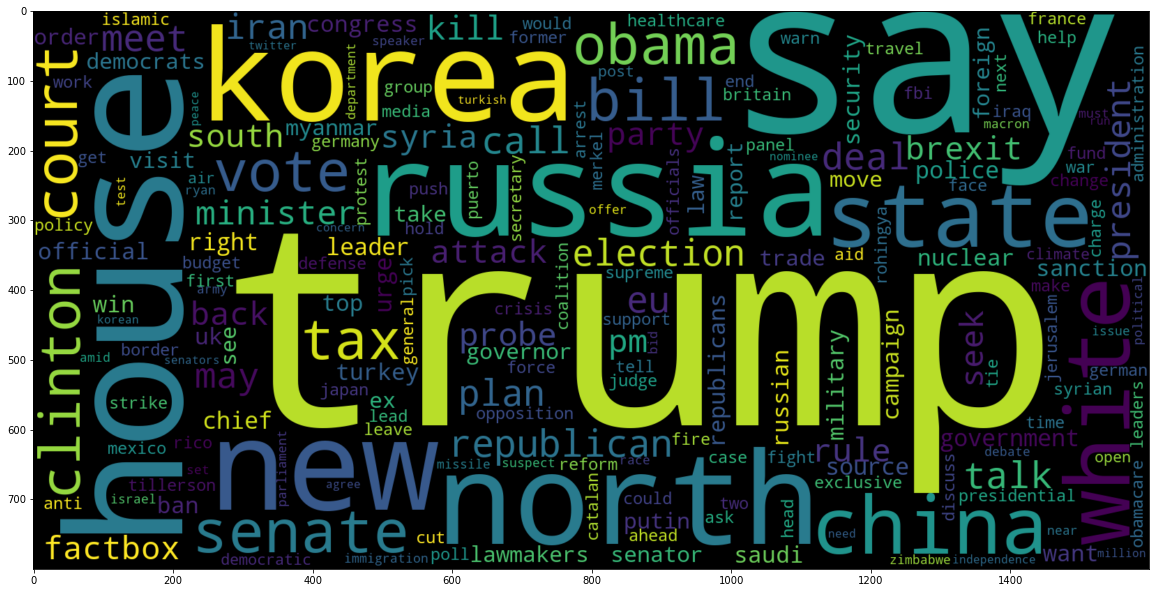 trump
say
korea
russia
house
north
new
white
state
china
court
clinton
tax
vote
senate
bill
obama
iran
meet
islamic
order
congress
kill
would
former
healthcare
warn
travel
france
help
twitter
speaker
democrats
work
department
group
media
turkish
post
end
britain
security
fbi
foreign
next
iraq
macron
must
run
administration
peace
south
myanmar
germany
syria
call
arrest
party
panel
deal
brexit
police
war
fund
change
president
get
visit
air
ryan
test
protest
push
puerto
secretary
merkel
officials
law
report
nominee
move
face
charge
policy
minister
take
hold
offer
concern
official
right
leader
attack
election
trade
aid
rohingya
nuclear
climate
sanction
budget
first
defense
urge
pick
coalition
supreme
make
army
win
top
back
general
crisis
eu
support
republicans
military
campaign
seek
tie
jerusalem
issue
political
korean
uk
see
probe
pm
bid
amid
senators
border
turkey
governor
tell
judge
russian
german
syrian
may
japan
force
plan
strike
ex
lead
leave
opposition
chief
time
leaders
mexico
rico
republican
fire
rule
government
debate
open
tillerson
parliament
missile
suspect
reform
race
case
fight
source
talk
discuss
anti
israel
set
ban
agree
catalan
could
two
exclusive
presidential
obamacare
putin
ask
head
near
factbox
cut
ahead
need
want
million
democratic
immigration
poll
lawmakers
senator
saudi
zimbabwe
independence
0
100
200
300
400
500
600
700
0 200 400 600 800 1000 1200 1400